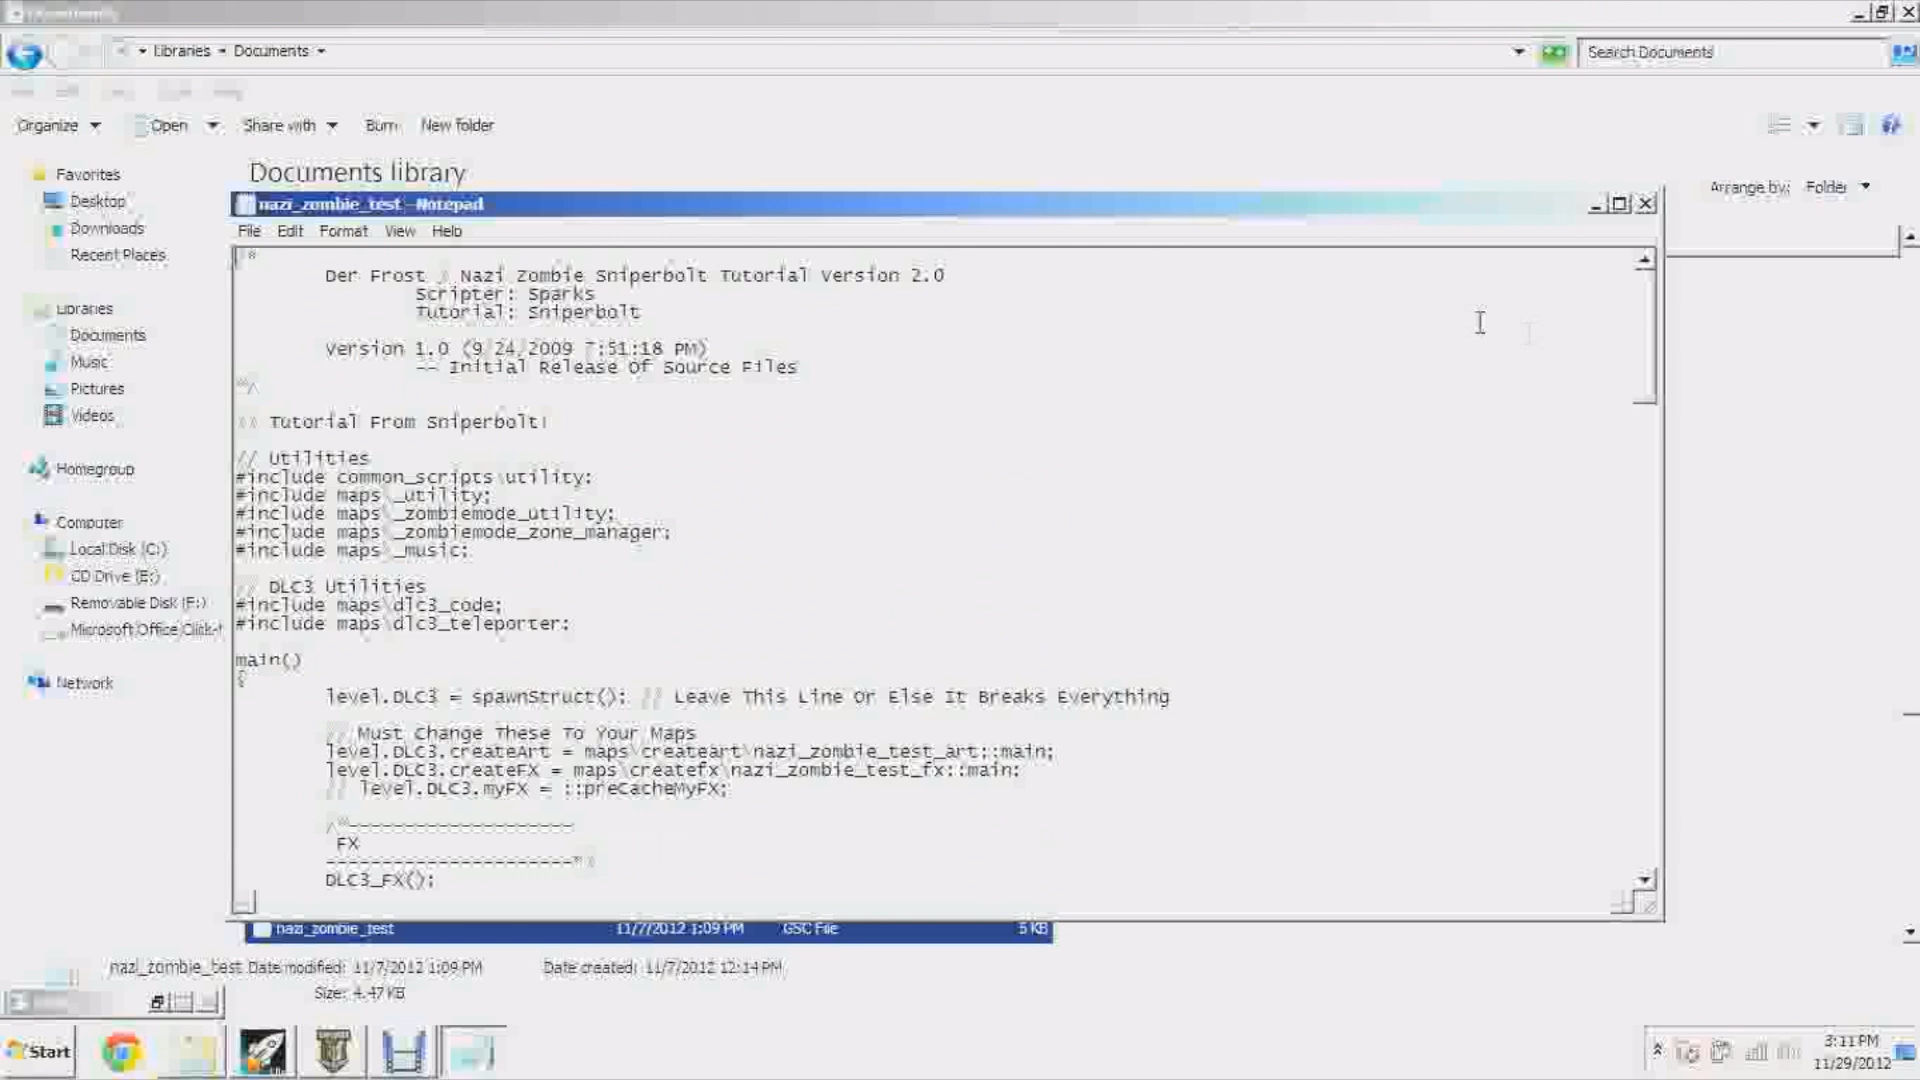 Libraries
Documents
Search Documents
Organize
Open
Share with
Burn
New folder
Documents library
Arrange by: Folder
Favorites
Desktop
Downloads
Recent Places
Libraries
Documents
Music
Pictures
Videos
Homegroup
Computer
Local Disk (C:)
CD Drive (E:)
Removable Disk (F:)
Microsoft Office Click-t
Network
nazi_zombie_test - Notepad
File Edit Format View Help
/*
Der Frost / Nazi Zombie Sniperbolt Tutorial Version 2.0
Scripter: Sparks
Tutorial: Sniperbolt
Version 1.0 (9/24/2009 7:51:18 PM)
-- Initial Release Of Source Files
*/
// Tutorial From Sniperbolt!
// Utilities
#include common_scripts\utility;
#include maps\_utility;
#include maps\_zombiemode_utility;
#include maps\_zombiemode_zone_manager;
#include maps\_music;
// DLC3 Utilities
#include maps\dlc3_code;
#include maps\dlc3_teleporter;
main()
{
level.DLC3 = spawnStruct(); // Leave This Line Or Else It Breaks Everything
// Must Change These To Your Maps
level.DLC3.createArt = maps\createart\nazi_zombie_test_art::main;
level.DLC3.createFX = maps\createfx\nazi_zombie_test_fx::main;
// level.DLC3.myFX = ::preCacheMyFX;
/*----------------------
FX
----------------------*/
DLC3_FX();
nazi_zombie_test 11/7/2012 1:09 PM GSC File 5 KB
nazi_zombie_test Date modified: 11/7/2012 1:09 PM Date created: 11/7/2012 12:14 PM
Size: 4.47 KB
Start
3:11 PM
11/29/2012